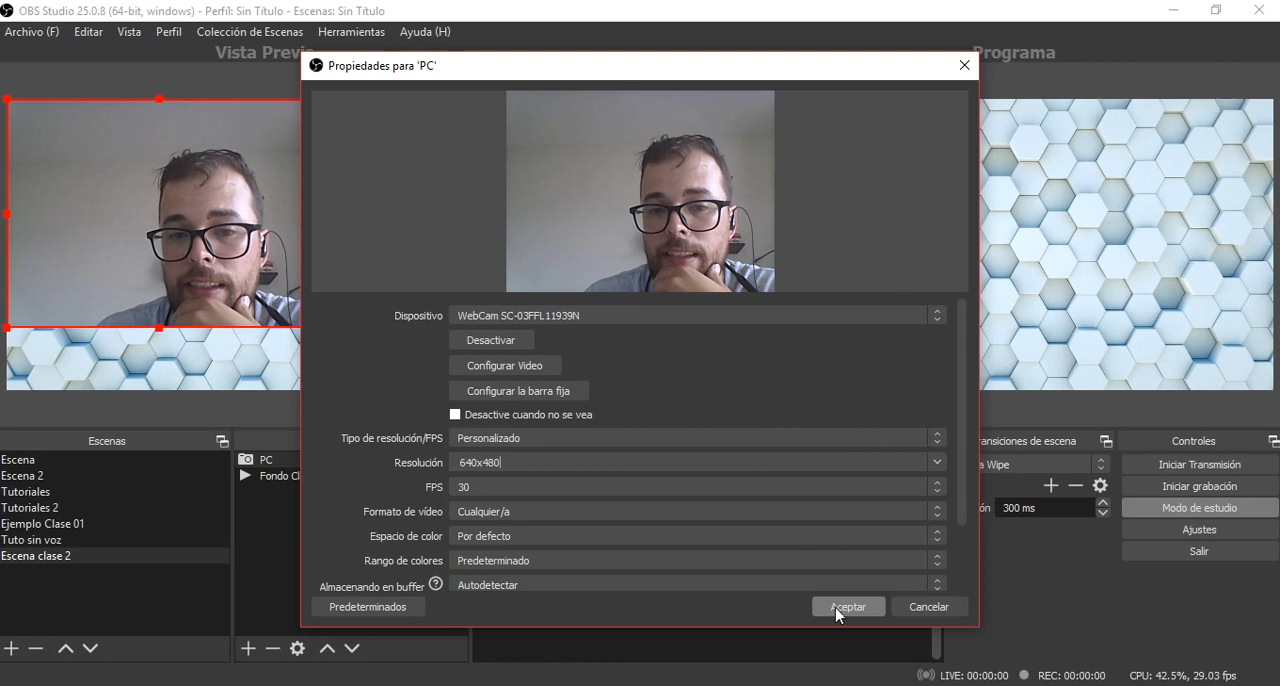 OBS Studio 25.0.8 (64-bit, windows) - Perfil: Sin Título - Escenas: Sin Título
Archivo (F) Editar Vista Perfil Colección de Escenas Herramientas Ayuda (H)
Vista Previ
Programa
Propiedades para 'PC'
Dispositivo WebCam SC-03FFL11939N
Desactivar
Configurar Video
Configurar la barra fija
Desactive cuando no se vea
Tipo de resolución/FPS Personalizado
Resolución 640x480
FPS 30
Formato de vídeo Cualquier/a
Espacio de color Por defecto
Rango de colores Predeterminado
Almacenando en buffer ? Autodetectar
Predeterminados Aceptar Cancelar
Escenas
Escena
Escena 2
Tutoriales
Tutoriales 2
Ejemplo Clase 01
Tuto sin voz
Escena clase 2
PC
Fondo Cl
ansiciones de escena
a Wipe
ón 300 ms
Controles
Iniciar Transmisión
Iniciar grabación
Modo de estudio
Ajustes
Salir
LIVE: 00:00:00 REC: 00:00:00 CPU: 42.5%, 29.03 fps